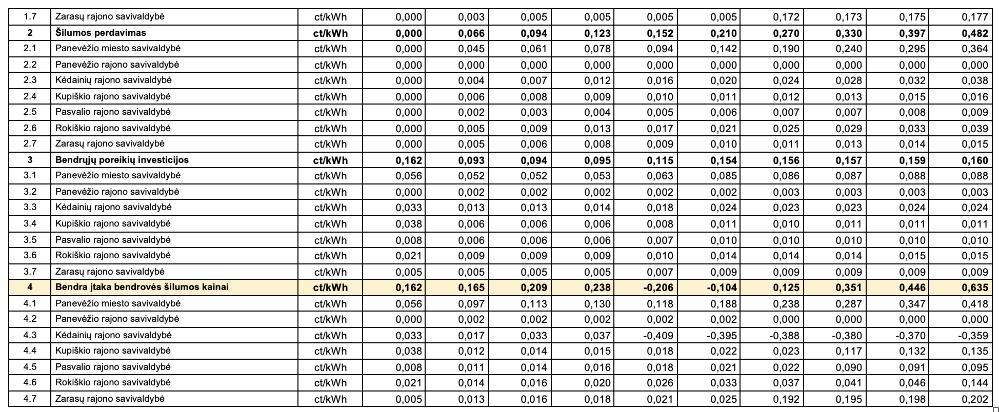 1.7 Zarasų rajono savivaldybė ct/kWh 0,000 0,003 0,005 0,005 0,005 0,005 0,172 0,173 0,175 0,177
2 Šilumos perdavimas ct/kWh 0,000 0,066 0,094 0,123 0,152 0,210 0,270 0,330 0,397 0,482
2.1 Panevėžio miesto savivaldybė ct/kWh 0,000 0,045 0,061 0,078 0,094 0,142 0,190 0,240 0,295 0,364
2.2 Panevėžio rajono savivaldybė ct/kWh 0,000 0,000 0,000 0,000 0,000 0,000 0,000 0,000 0,000 0,000
2.3 Kėdainių rajono savivaldybė ct/kWh 0,000 0,004 0,007 0,012 0,016 0,020 0,024 0,028 0,032 0,038
2.4 Kupiškio rajono savivaldybė ct/kWh 0,000 0,006 0,008 0,009 0,010 0,011 0,012 0,013 0,015 0,016
2.5 Pasvalio rajono savivaldybė ct/kWh 0,000 0,002 0,003 0,004 0,005 0,006 0,007 0,007 0,008 0,009
2.6 Rokiškio rajono savivaldybė ct/kWh 0,000 0,005 0,009 0,013 0,017 0,021 0,025 0,029 0,033 0,039
2.7 Zarasų rajono savivaldybė ct/kWh 0,000 0,005 0,006 0,008 0,009 0,010 0,011 0,013 0,014 0,015
3 Bendrųjų poreikių investicijos ct/kWh 0,162 0,093 0,094 0,095 0,115 0,154 0,156 0,157 0,159 0,160
3.1 Panevėžio miesto savivaldybė ct/kWh 0,056 0,052 0,052 0,053 0,063 0,085 0,086 0,087 0,088 0,088
3.2 Panevėžio rajono savivaldybė ct/kWh 0,000 0,002 0,002 0,002 0,002 0,002 0,003 0,003 0,003 0,003
3.3 Kėdainių rajono savivaldybė ct/kWh 0,033 0,013 0,013 0,014 0,018 0,024 0,023 0,023 0,024 0,024
3.4 Kupiškio rajono savivaldybė ct/kWh 0,038 0,006 0,006 0,006 0,008 0,011 0,010 0,011 0,011 0,011
3.5 Pasvalio rajono savivaldybė ct/kWh 0,008 0,006 0,006 0,006 0,007 0,010 0,010 0,010 0,010 0,010
3.6 Rokiškio rajono savivaldybė ct/kWh 0,021 0,009 0,009 0,009 0,010 0,014 0,014 0,014 0,015 0,015
3.7 Zarasų rajono savivaldybė ct/kWh 0,005 0,005 0,005 0,005 0,007 0,009 0,009 0,009 0,009 0,009
4 Bendra įtaka bendrovės šilumos kainai ct/kWh 0,162 0,165 0,209 0,238 -0,206 -0,104 0,125 0,351 0,446 0,635
4.1 Panevėžio miesto savivaldybė ct/kWh 0,056 0,097 0,113 0,130 0,118 0,188 0,238 0,287 0,347 0,418
4.2 Panevėžio rajono savivaldybė ct/kWh 0,000 0,002 0,002 0,002 0,002 0,002 0,000 0,000 0,000 0,000
4.3 Kėdainių rajono savivaldybė ct/kWh 0,033 0,017 0,033 0,037 -0,409 -0,395 -0,388 -0,380 -0,370 -0,359
4.4 Kupiškio rajono savivaldybė ct/kWh 0,038 0,012 0,014 0,015 0,018 0,022 0,023 0,117 0,132 0,135
4.5 Pasvalio rajono savivaldybė ct/kWh 0,008 0,011 0,014 0,016 0,018 0,021 0,022 0,090 0,091 0,095
4.6 Rokiškio rajono savivaldybė ct/kWh 0,021 0,014 0,016 0,020 0,026 0,033 0,037 0,041 0,046 0,144
4.7 Zarasų rajono savivaldybė ct/kWh 0,005 0,013 0,016 0,018 0,021 0,025 0,192 0,195 0,198 0,202